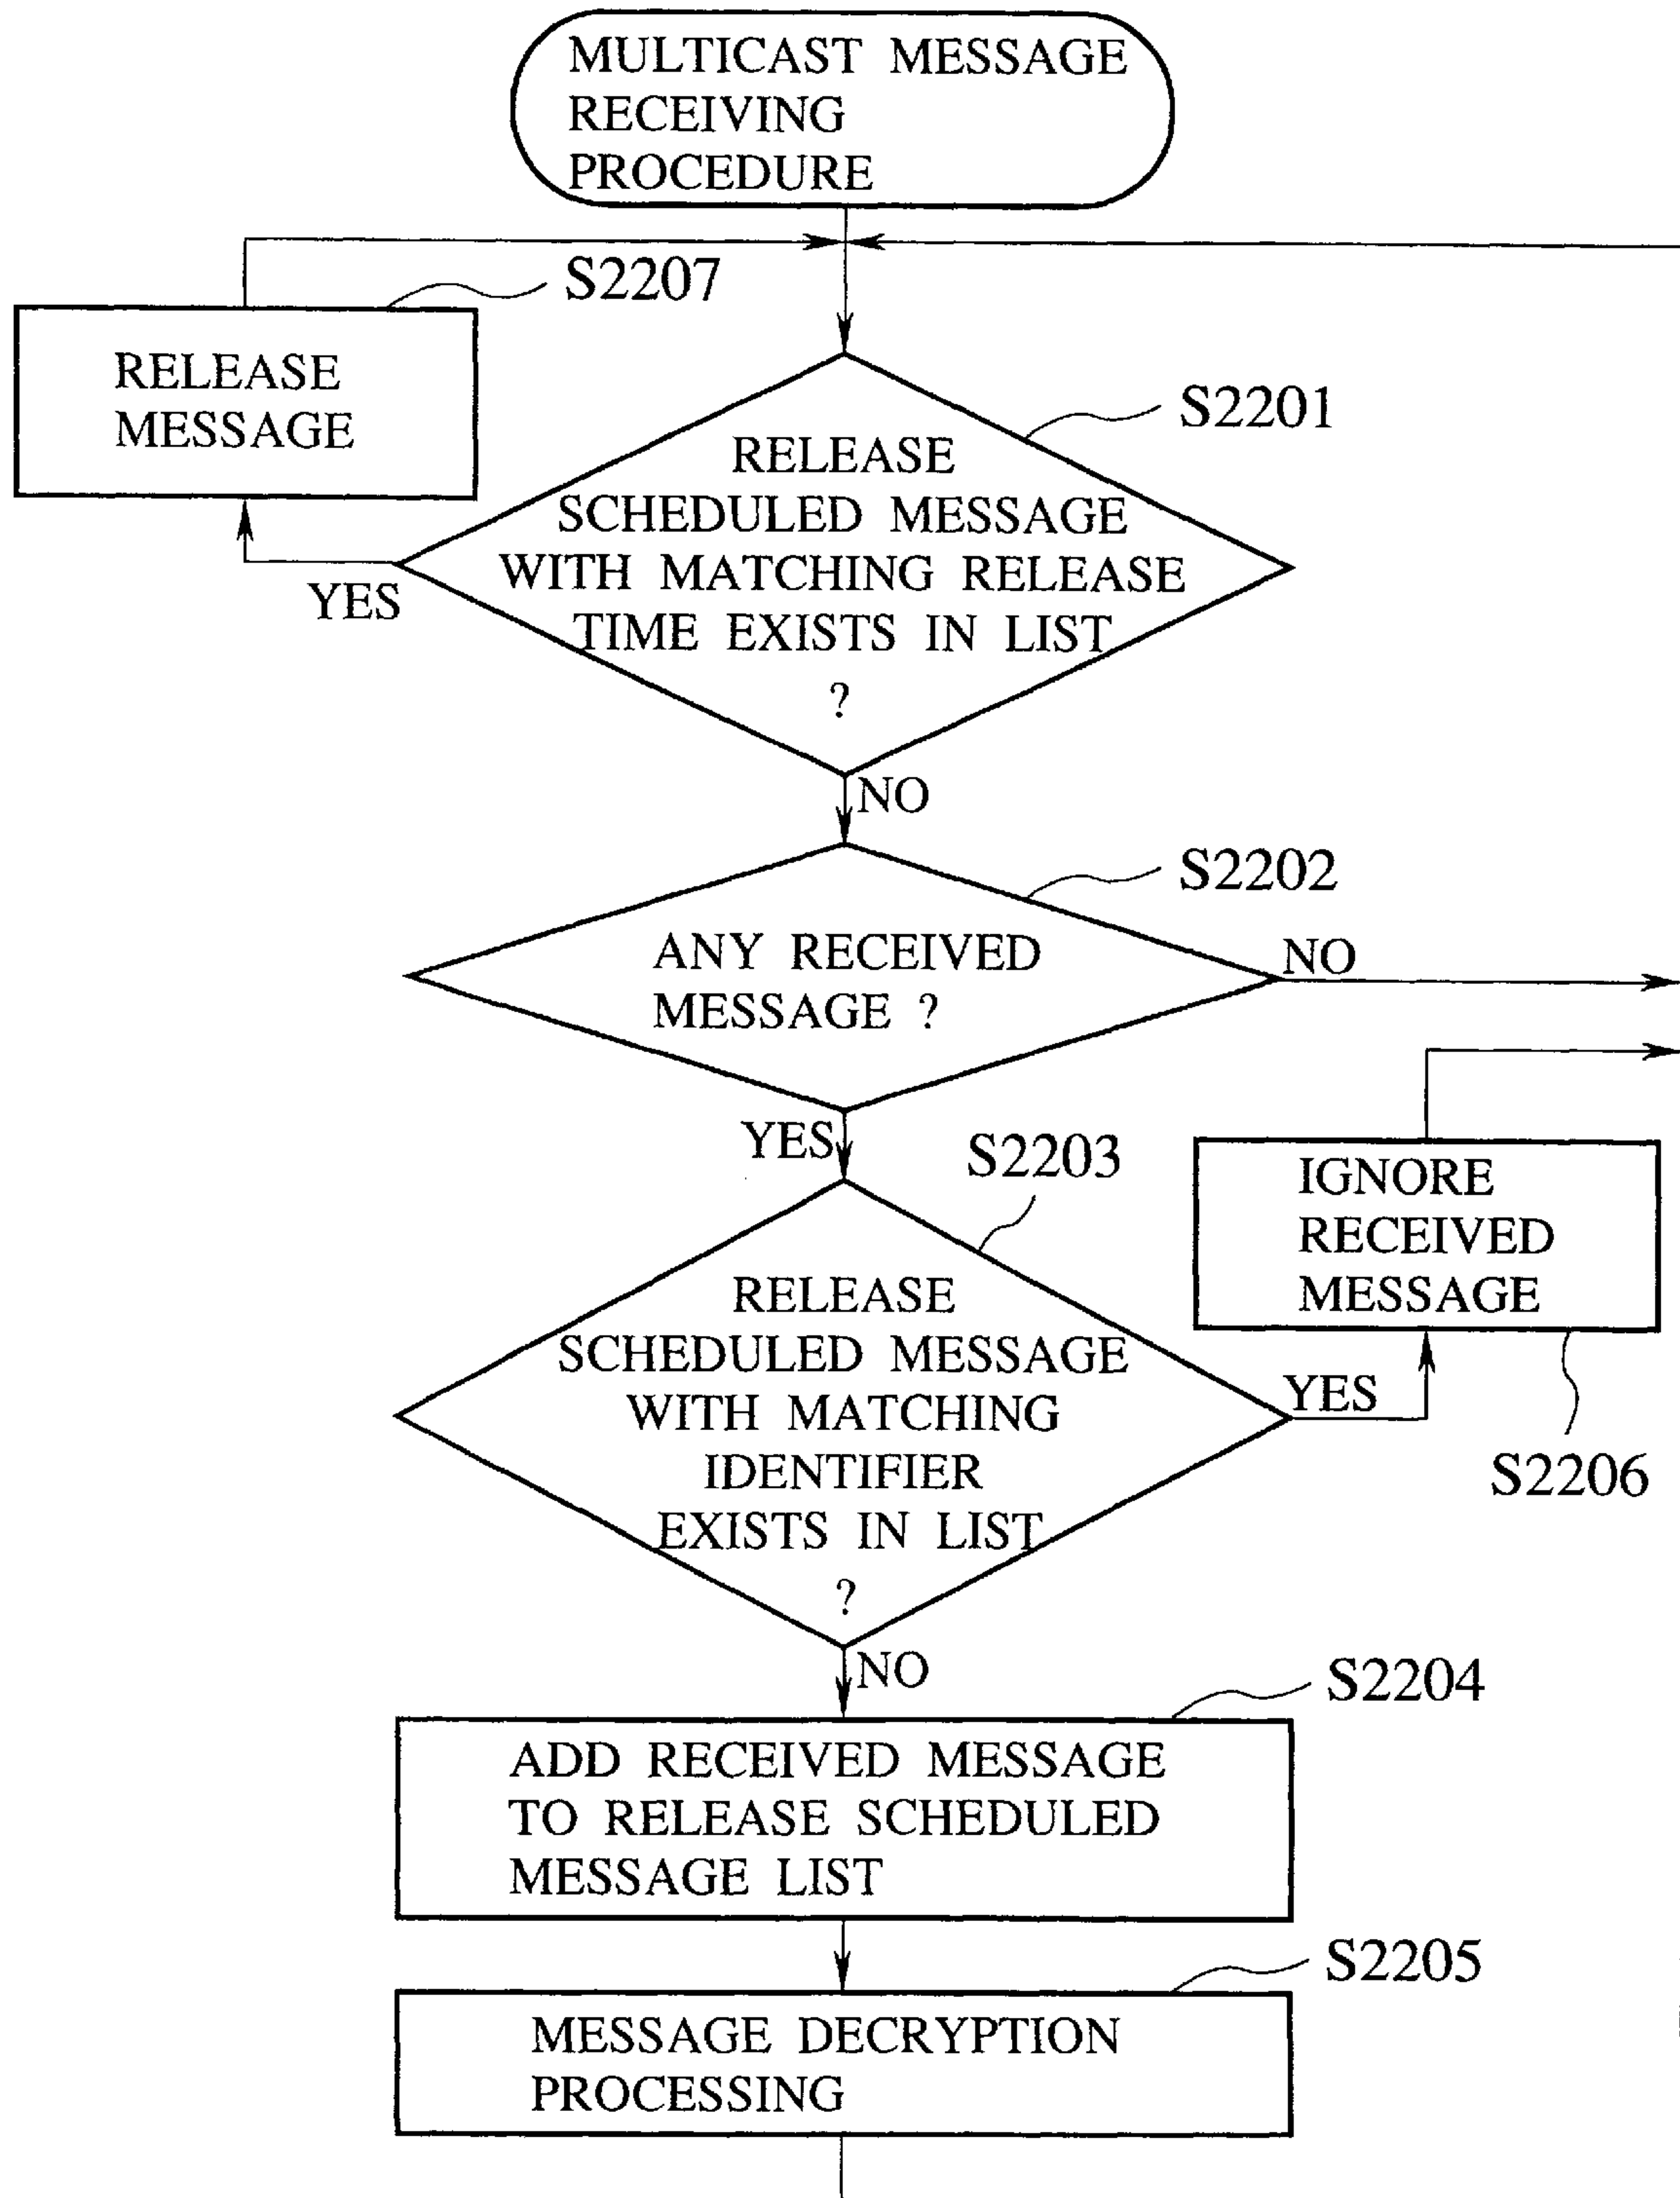 MULTICAST MESSAGE
RECEIVING
PROCEDURE
S2207
RELEASE
MESSAGE
S2201
RELEASE
SCHEDULED MESSAGE
WITH MATCHING RELEASE
TIME EXISTS IN LIST
?
YES
NO
S2202
ANY RECEIVED
MESSAGE ?
NO
YES
S2203
IGNORE
RECEIVED
MESSAGE
RELEASE
SCHEDULED MESSAGE
WITH MATCHING
IDENTIFIER
EXISTS IN LIST
?
YES
S2206
NO
S2204
ADD RECEIVED MESSAGE
TO RELEASE SCHEDULED
MESSAGE LIST
S2205
MESSAGE DECRYPTION
PROCESSING